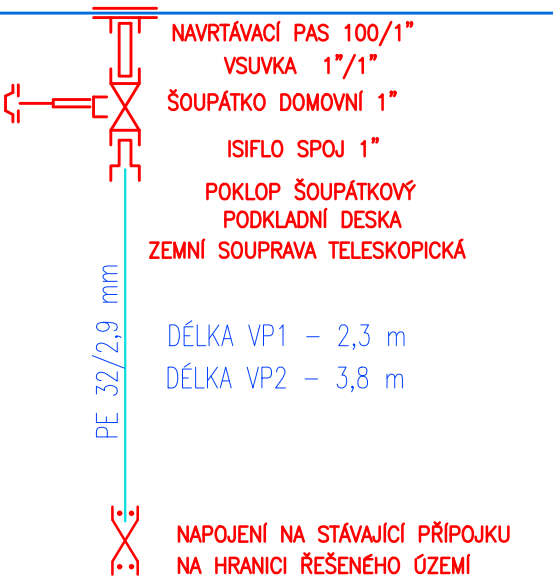 NAVRTÁVACÍ PAS 100/1"
VSUVKA 1"/1"
ŠOUPÁTKO DOMOVNÍ 1"
ISIFLO SPOJ 1"
POKLOP ŠOUPÁTKOVÝ
PODKLADNÍ DESKA
ZEMNÍ SOUPRAVA TELESKOPICKÁ
PE 32/2,9 mm
DÉLKA VP1 – 2,3 m
DÉLKA VP2 – 3,8 m
NAPOJENÍ NA STÁVAJÍCÍ PŘÍPOJKU
NA HRANICI ŘEŠENÉHO ÚZEMÍ